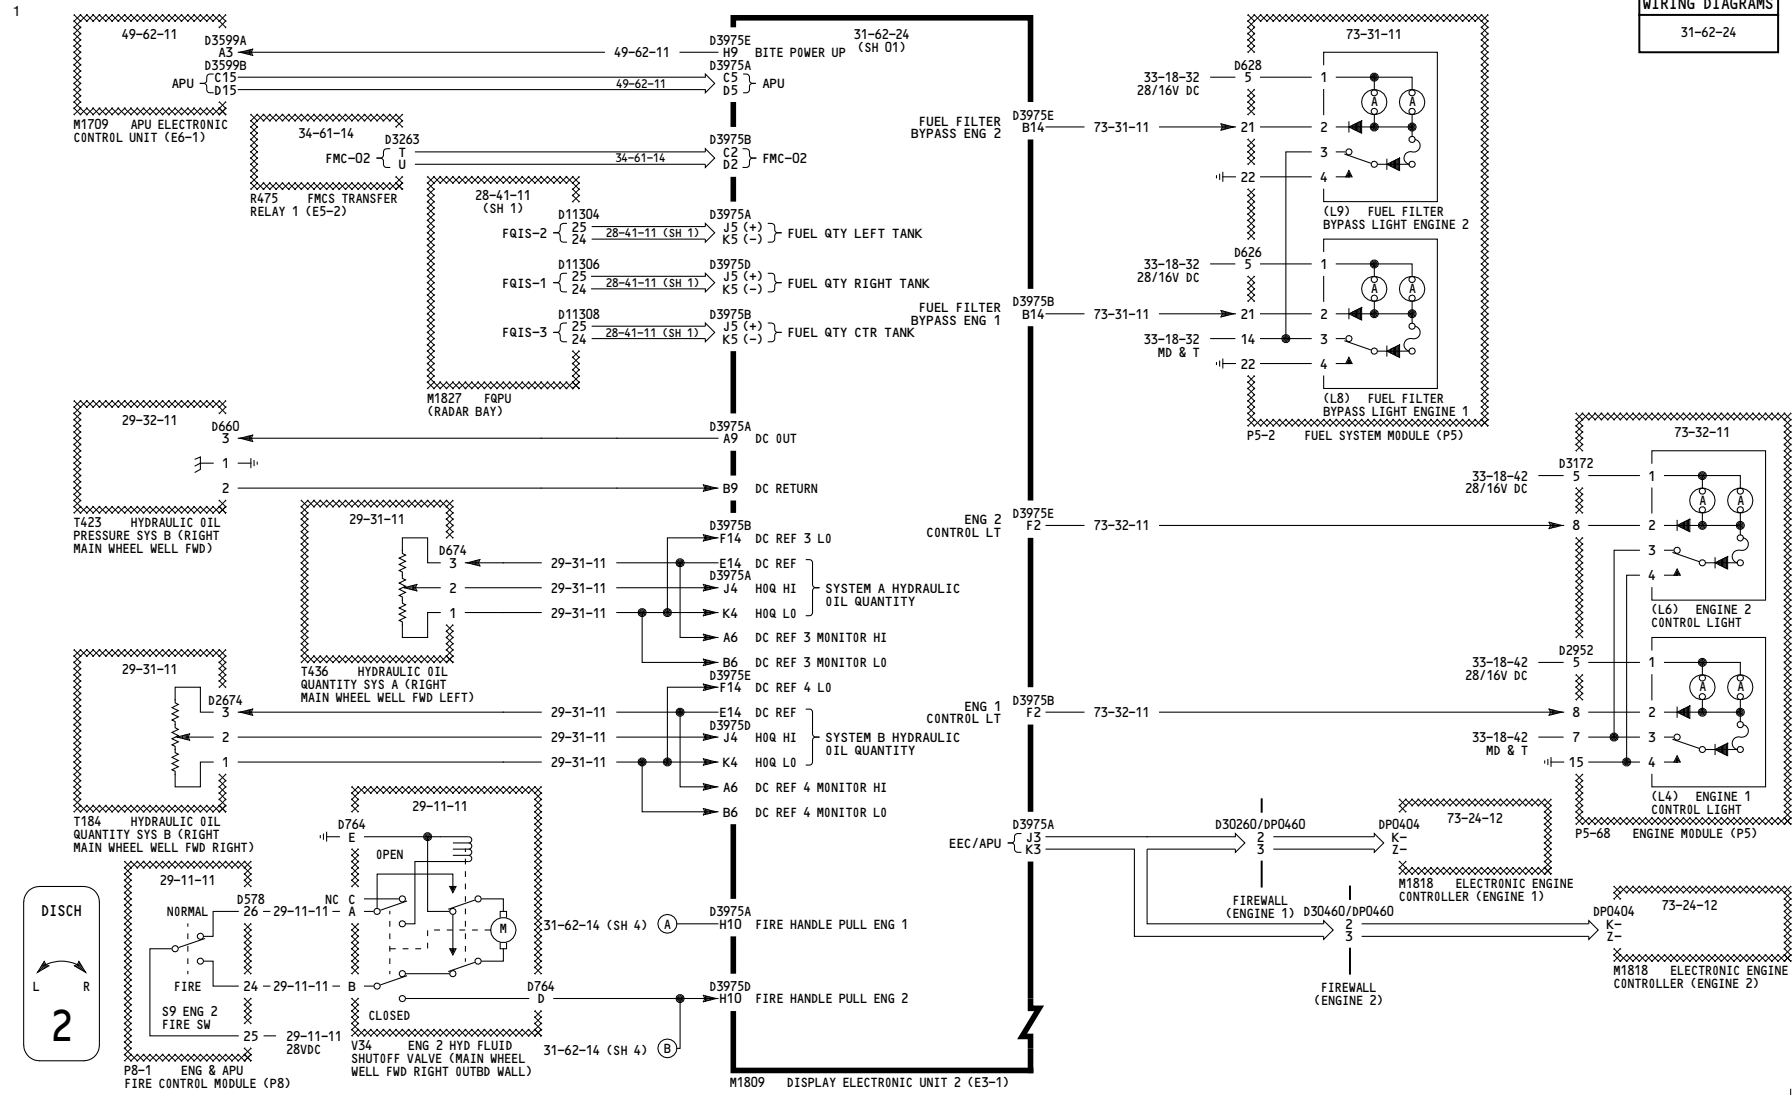 1
WIRING DIAGRAMS
31-62-24
49-62-11
D3599A
A3
D3599B
APU
C15
D15
49-62-11
49-62-11
M1709 APU ELECTRONIC
CONTROL UNIT (E6-1)
34-61-14
D3263
FMC-02
T
U
34-61-14
R475 FMCS TRANSFER
RELAY 1 (E5-2)
28-41-11
(SH 1)
D11304
FQIS-2
25
24
28-41-11 (SH 1)
D11306
FQIS-1
25
24
28-41-11 (SH 1)
D11308
FQIS-3
25
24
28-41-11 (SH 1)
M1827 FQPU
(RADAR BAY)
29-32-11
D660
3
1
2
T423 HYDRAULIC OIL
PRESSURE SYS B (RIGHT
MAIN WHEEL WELL FWD)
29-31-11
D674
3
2
1
29-31-11
29-31-11
29-31-11
T436 HYDRAULIC OIL
QUANTITY SYS A (RIGHT
MAIN WHEEL WELL FWD LEFT)
29-31-11
D2674
3
2
1
29-31-11
29-31-11
29-31-11
T184 HYDRAULIC OIL
QUANTITY SYS B (RIGHT
MAIN WHEEL WELL FWD RIGHT)
29-11-11
D764
E
OPEN
NC C
A
B
M
D764
D
CLOSED
V34 ENG 2 HYD FLUID
SHUTOFF VALVE (MAIN WHEEL
WELL FWD RIGHT OUTBD WALL)
29-11-11
D578
NORMAL
26
29-11-11
FIRE
24
29-11-11
S9 ENG 2
FIRE SW
25
29-11-11
28VDC
P8-1 ENG & APU
FIRE CONTROL MODULE (P8)
DISCH
L R
2
31-62-14 (SH 4) A
31-62-14 (SH 4) B
31-62-24
(SH 01)
D3975E
H9 BITE POWER UP
D3975A
C5
D5
APU
D3975B
C2
D2
FMC-02
D3975A
J5 (+)
K5 (-)
FUEL QTY LEFT TANK
D3975D
J5 (+)
K5 (-)
FUEL QTY RIGHT TANK
D3975B
J5 (+)
K5 (-)
FUEL QTY CTR TANK
D3975A
A9 DC OUT
B9 DC RETURN
D3975B
F14 DC REF 3 LO
E14 DC REF
D3975A
J4 HOQ HI
K4 HOQ LO
SYSTEM A HYDRAULIC
OIL QUANTITY
A6 DC REF 3 MONITOR HI
B6 DC REF 3 MONITOR LO
D3975E
F14 DC REF 4 LO
E14 DC REF
D3975D
J4 HOQ HI
K4 HOQ LO
SYSTEM B HYDRAULIC
OIL QUANTITY
A6 DC REF 4 MONITOR HI
B6 DC REF 4 MONITOR LO
D3975A
H10 FIRE HANDLE PULL ENG 1
D3975D
H10 FIRE HANDLE PULL ENG 2
M1809 DISPLAY ELECTRONIC UNIT 2 (E3-1)
FUEL FILTER
BYPASS ENG 2
D3975E
B14
73-31-11
FUEL FILTER
BYPASS ENG 1
D3975B
B14
73-31-11
ENG 2
CONTROL LT
D3975E
F2
73-32-11
ENG 1
CONTROL LT
D3975B
F2
73-32-11
EEC/APU
D3975A
J3
K3
73-31-11
33-18-32
28/16V DC
D628
5
1
A A
21
2
3
22
4
(L9) FUEL FILTER
BYPASS LIGHT ENGINE 2
33-18-32
28/16V DC
D626
5
1
A A
21
2
33-18-32
MD & T
14
3
22
4
(L8) FUEL FILTER
BYPASS LIGHT ENGINE 1
P5-2 FUEL SYSTEM MODULE (P5)
73-32-11
33-18-42
28/16V DC
D3172
5
1
A A
8
2
3
4
(L6) ENGINE 2
CONTROL LIGHT
33-18-42
28/16V DC
D2952
5
1
A A
8
2
33-18-42
MD & T
7
3
15
4
(L4) ENGINE 1
CONTROL LIGHT
P5-68 ENGINE MODULE (P5)
D30260/DP0460
2
3
FIREWALL
(ENGINE 1)
DP0404
K-
Z-
73-24-12
M1818 ELECTRONIC ENGINE
CONTROLLER (ENGINE 1)
D30460/DP0460
2
3
FIREWALL
(ENGINE 2)
DP0404
K-
Z-
73-24-12
M1818 ELECTRONIC ENGINE
CONTROLLER (ENGINE 2)